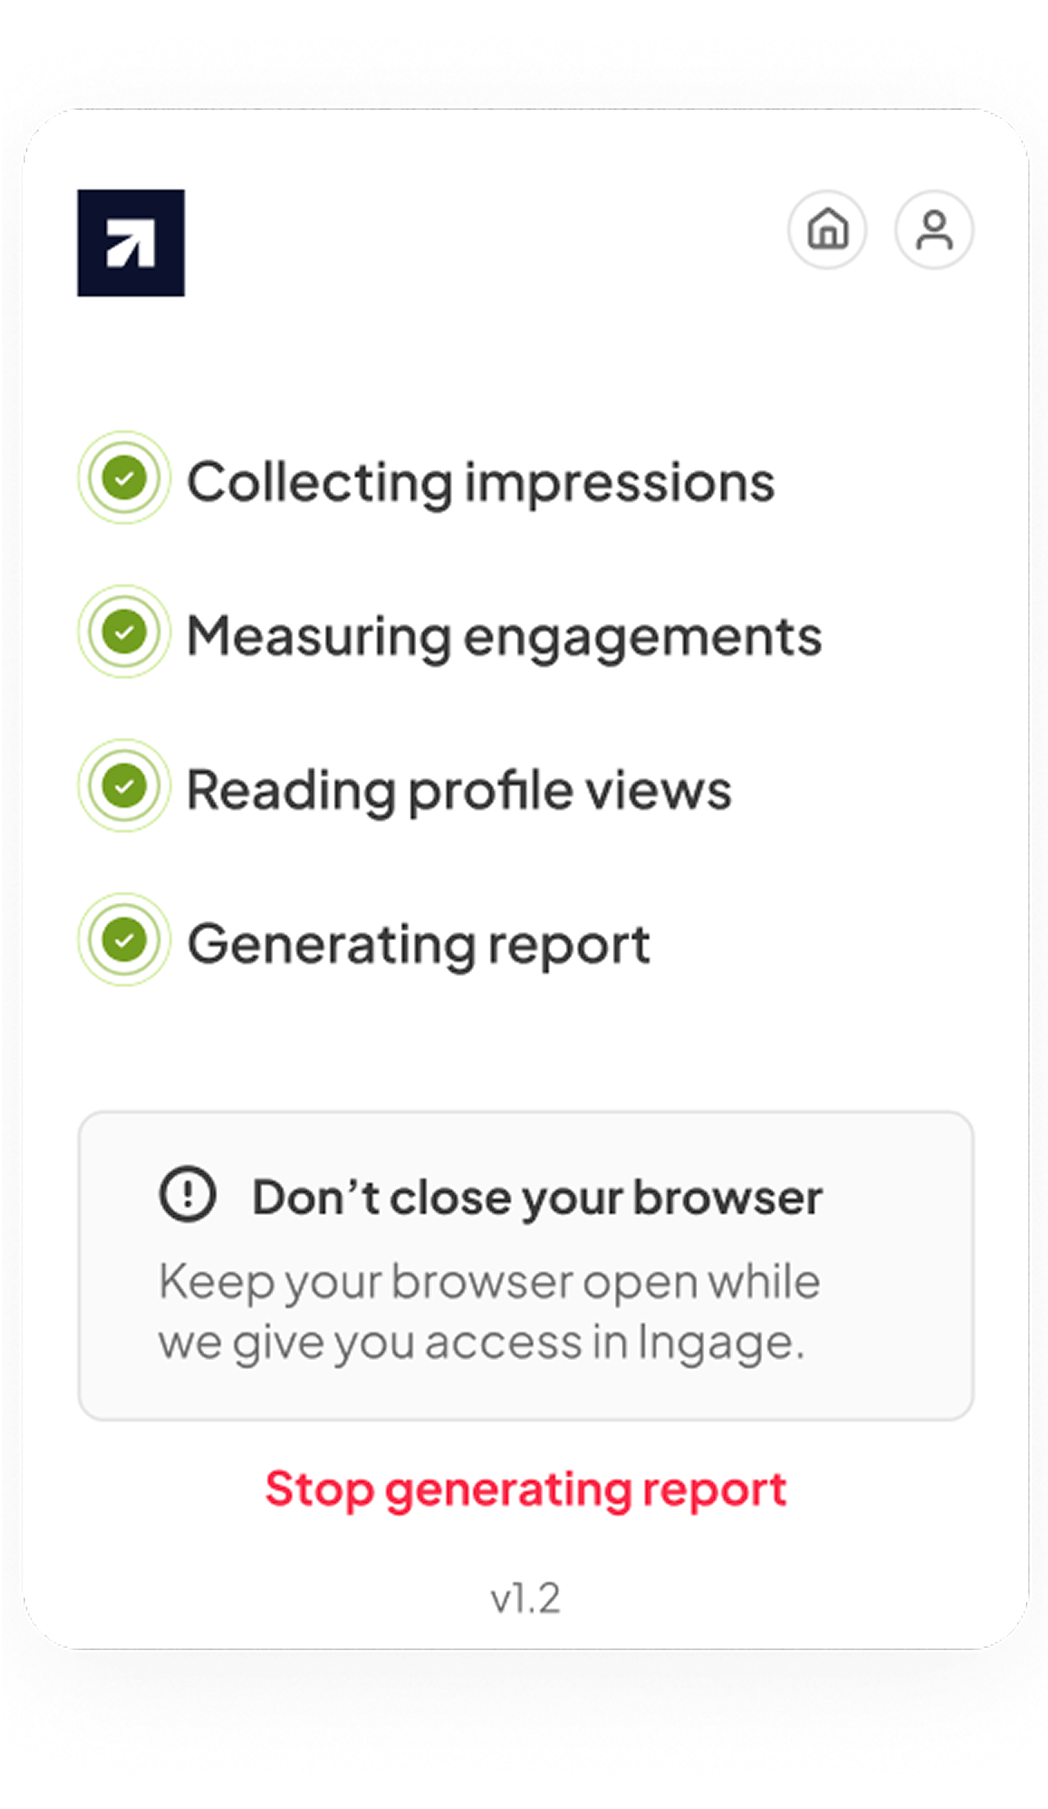 Collecting impressions
Measuring engagements
Reading profile views
Generating report
Don’t close your browser
Keep your browser open while
we give you access in Ingage.
Stop generating report
v1.2